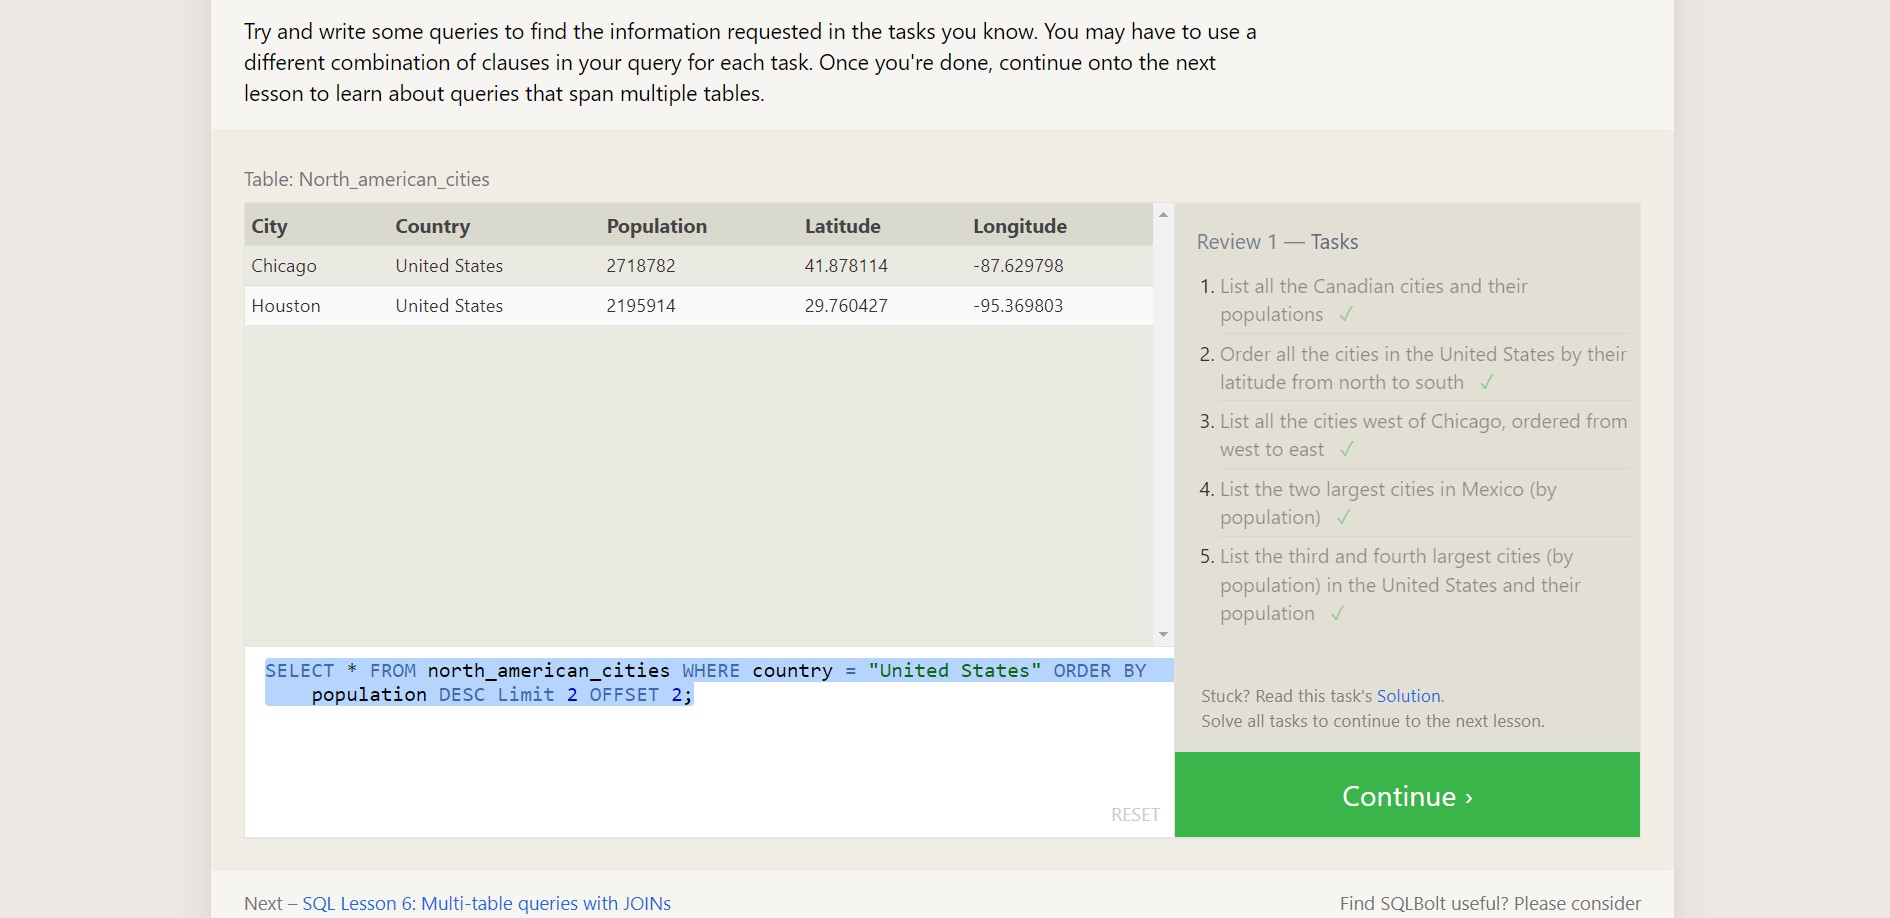 Try and write some queries to find the information requested in the tasks you know. You may have to use a
different combination of clauses in your query for each task. Once you're done, continue onto the next
lesson to learn about queries that span multiple tables.
Table: North_american_cities
City Country Population Latitude Longitude
Chicago United States 2718782 41.878114 -87.629798
Houston United States 2195914 29.760427 -95.369803
SELECT * FROM north_american_cities WHERE country = "United States" ORDER BY
population DESC Limit 2 OFFSET 2;
RESET
Review 1 — Tasks
1. List all the Canadian cities and their
populations ✓
2. Order all the cities in the United States by their
latitude from north to south ✓
3. List all the cities west of Chicago, ordered from
west to east ✓
4. List the two largest cities in Mexico (by
population) ✓
5. List the third and fourth largest cities (by
population) in the United States and their
population ✓
Stuck? Read this task's Solution.
Solve all tasks to continue to the next lesson.
Continue ›
Next – SQL Lesson 6: Multi-table queries with JOINs
Find SQLBolt useful? Please consider